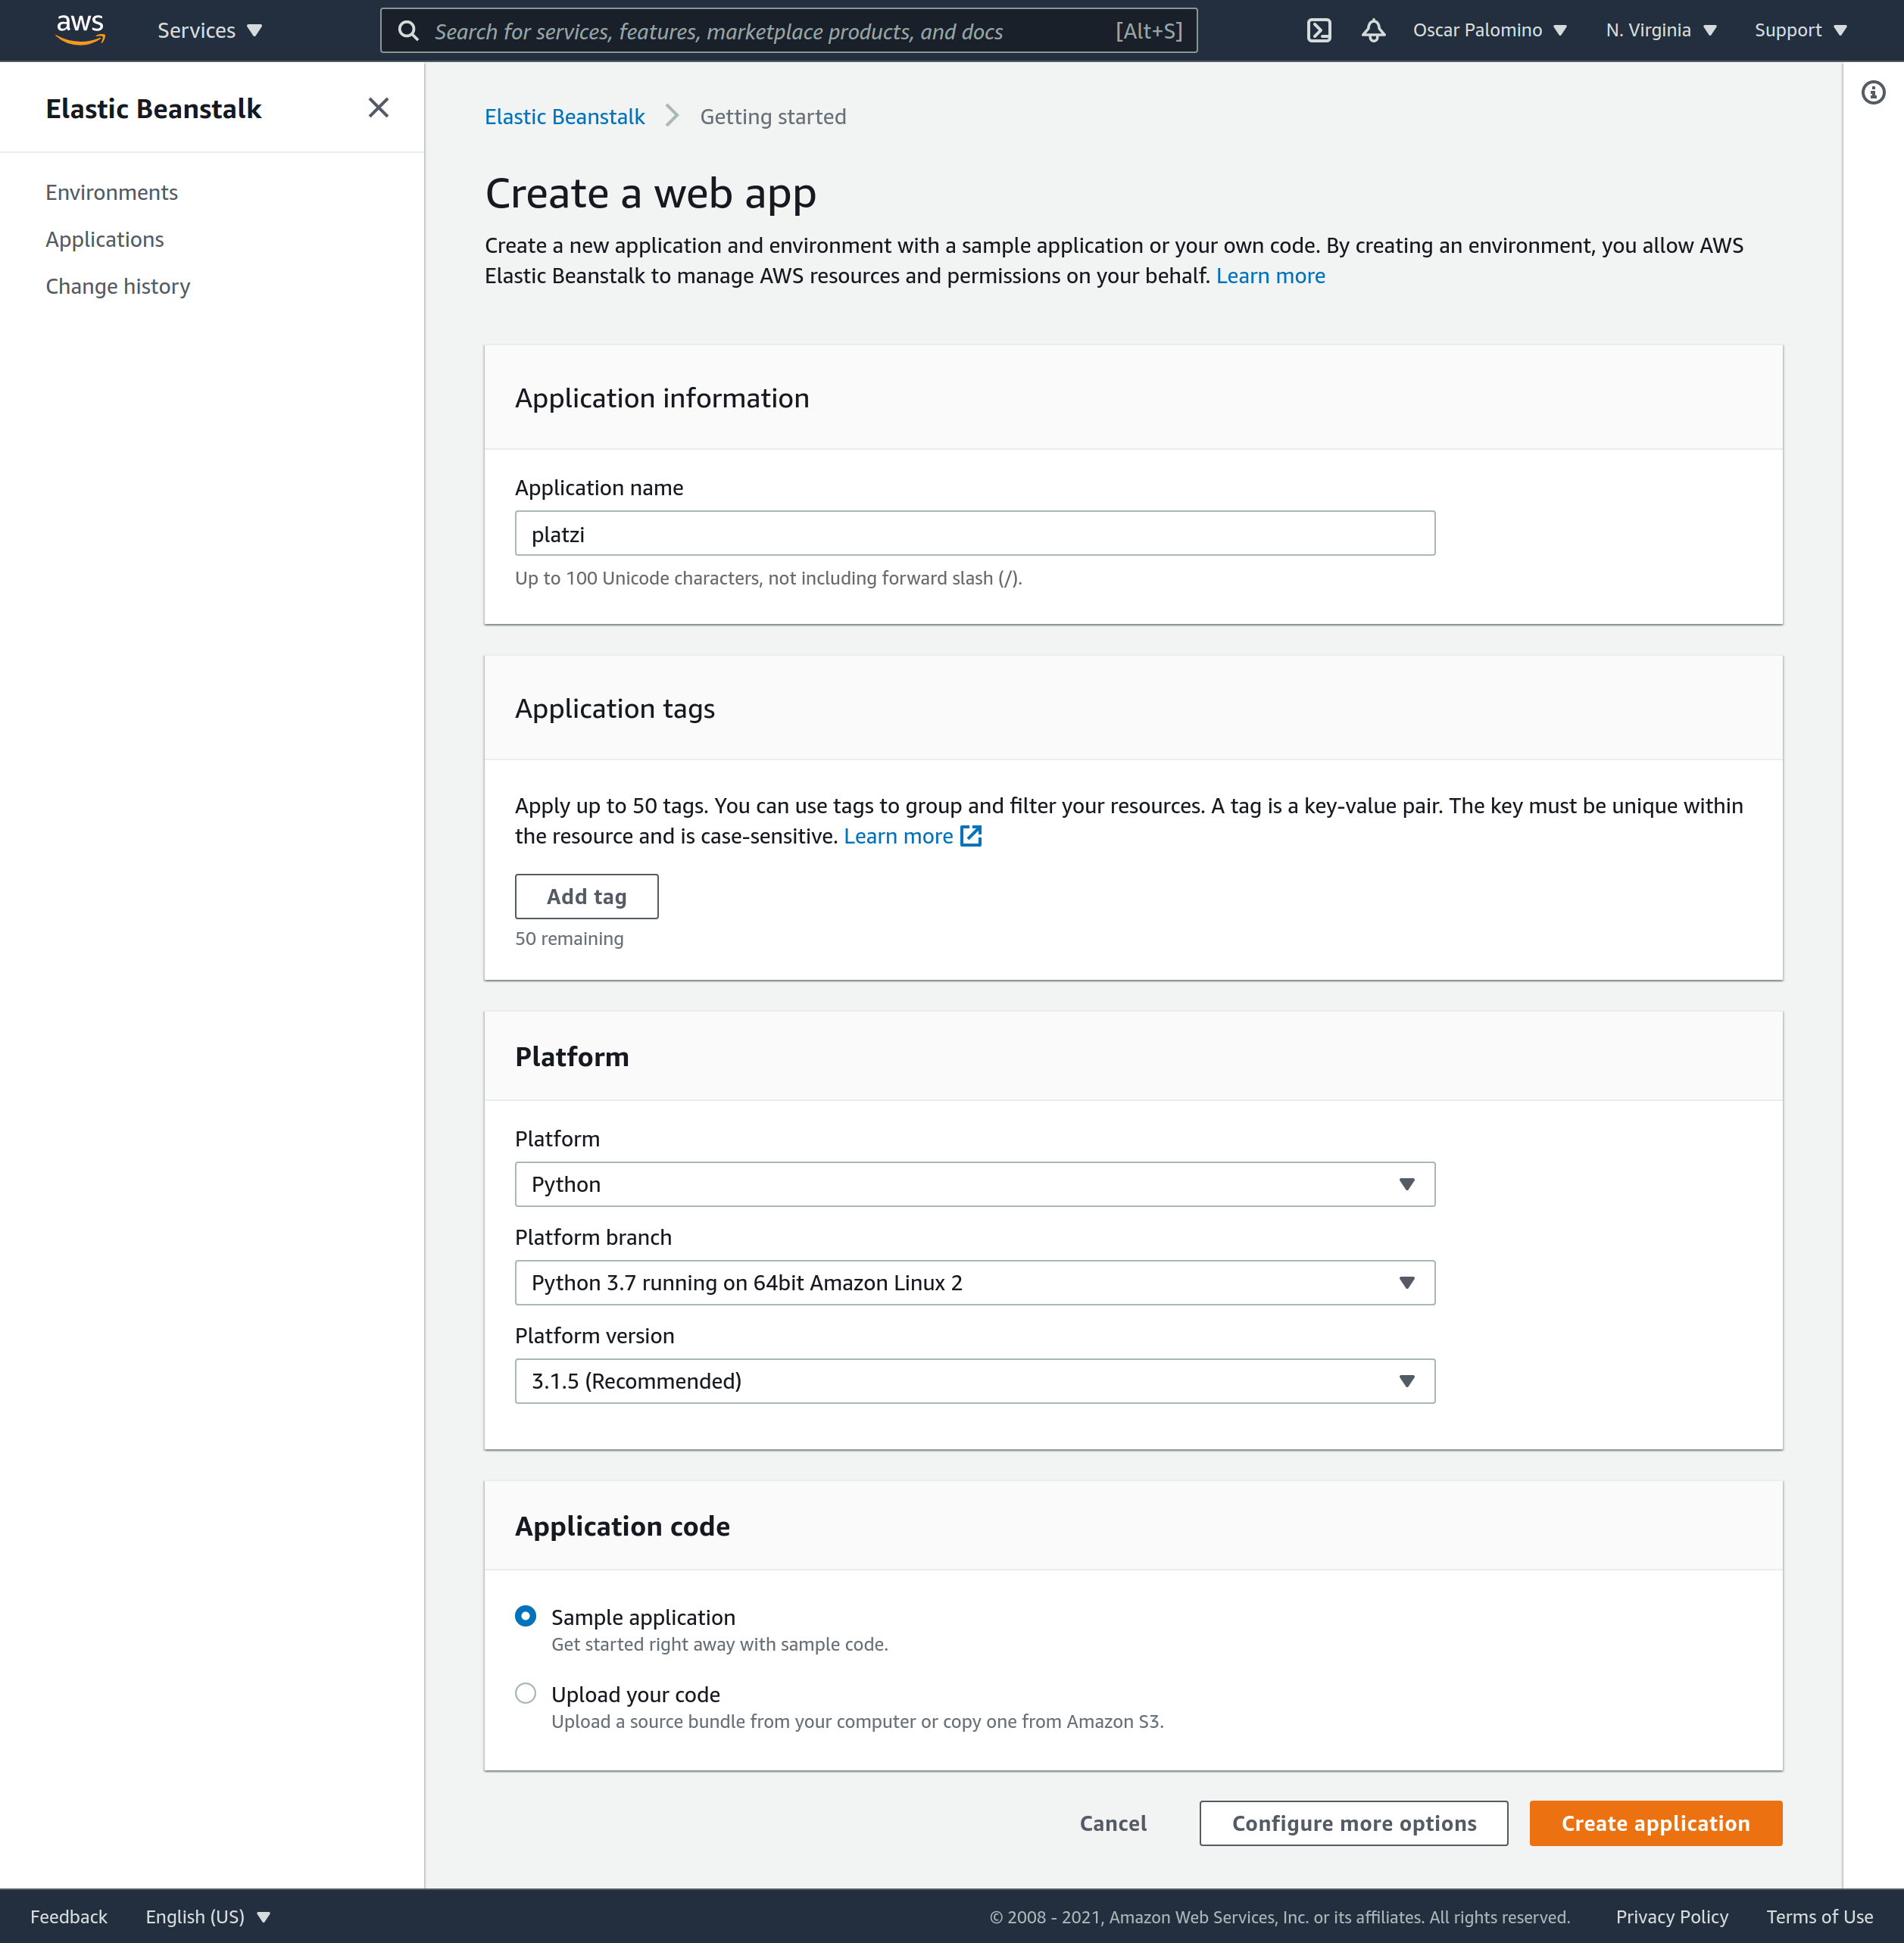 aws
Services
Search for services, features, marketplace products, and docs
[Alt+S]
Oscar Palomino
N. Virginia
Support
Elastic Beanstalk
Environments
Applications
Change history
Elastic Beanstalk
Getting started
Create a web app
Create a new application and environment with a sample application or your own code. By creating an environment, you allow AWS
Elastic Beanstalk to manage AWS resources and permissions on your behalf. Learn more
Application information
Application name
platzi
Up to 100 Unicode characters, not including forward slash (/).
Application tags
Apply up to 50 tags. You can use tags to group and filter your resources. A tag is a key-value pair. The key must be unique within
the resource and is case-sensitive. Learn more
Add tag
50 remaining
Platform
Platform
Python
Platform branch
Python 3.7 running on 64bit Amazon Linux 2
Platform version
3.1.5 (Recommended)
Application code
Sample application
Get started right away with sample code.
Upload your code
Upload a source bundle from your computer or copy one from Amazon S3.
Cancel
Configure more options
Create application
Feedback
English (US)
© 2008 - 2021, Amazon Web Services, Inc. or its affiliates. All rights reserved.
Privacy Policy
Terms of Use